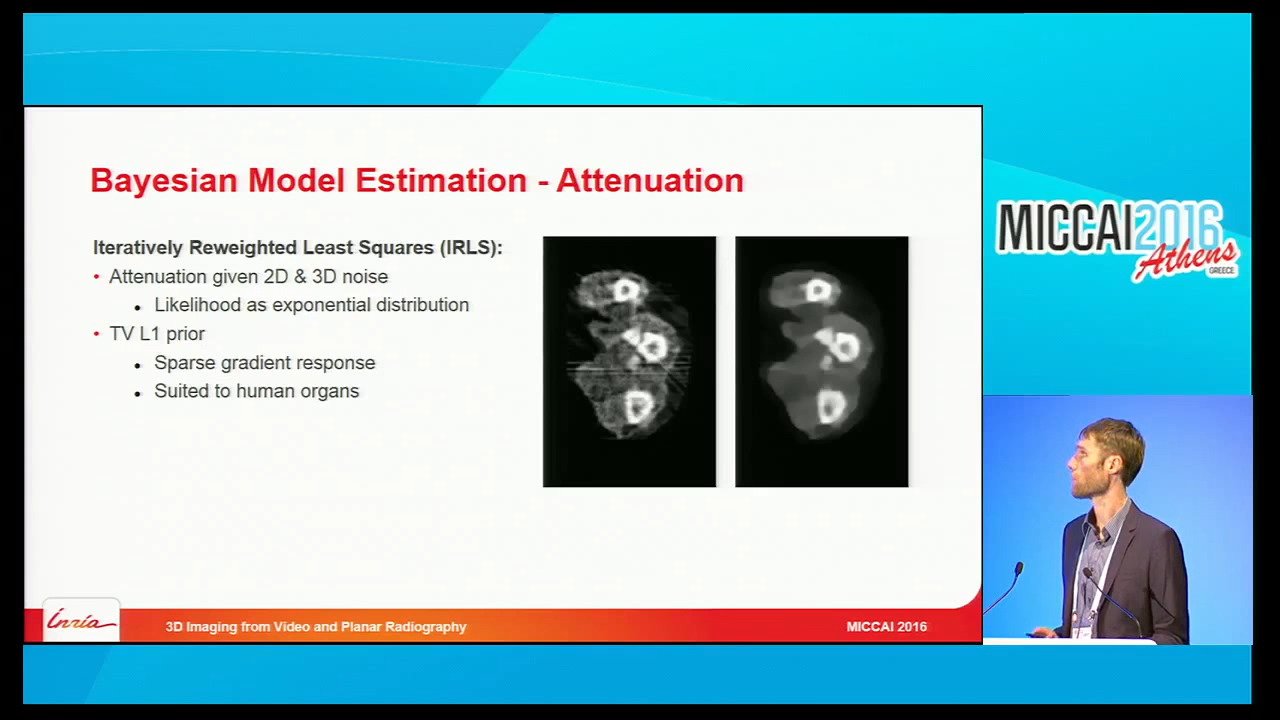 Bayesian Model Estimation - Attenuation
Iteratively Reweighted Least Squares (IRLS):
• Attenuation given 2D & 3D noise
• Likelihood as exponential distribution
• TV L1 prior
• Sparse gradient response
• Suited to human organs
Inria
3D Imaging from Video and Planar Radiography
MICCAI 2016
MICCAI2016
Athens
GREECE